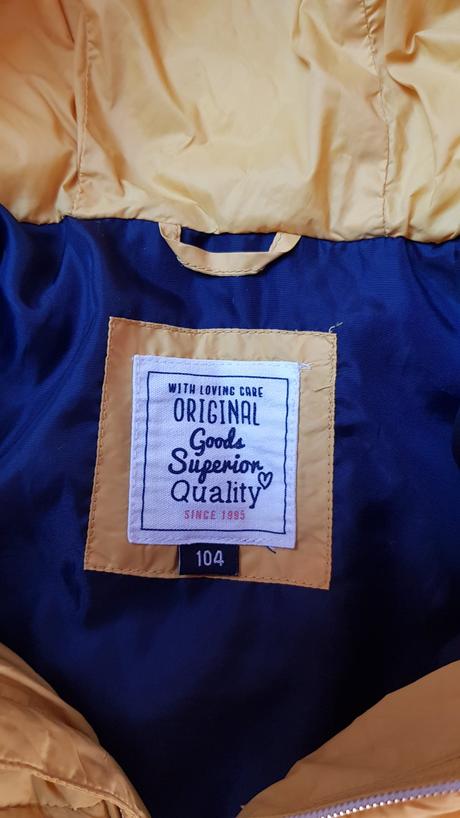 WITH LOVING CARE
ORIGINAL
Goods
Superior
Quality
SINCE 1995
104